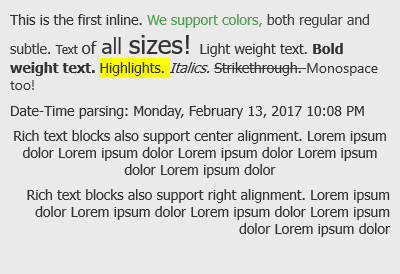 This is the first inline. We support colors, both regular and
subtle. Text of all sizes! Light weight text. Bold
weight text. Highlights. Italics. Strikethrough. Monospace
too!
Date-Time parsing: Monday, February 13, 2017 10:08 PM
Rich text blocks also support center alignment. Lorem ipsum
dolor Lorem ipsum dolor Lorem ipsum dolor Lorem ipsum
dolor Lorem ipsum dolor
Rich text blocks also support right alignment. Lorem ipsum
dolor Lorem ipsum dolor Lorem ipsum dolor Lorem ipsum
dolor Lorem ipsum dolor